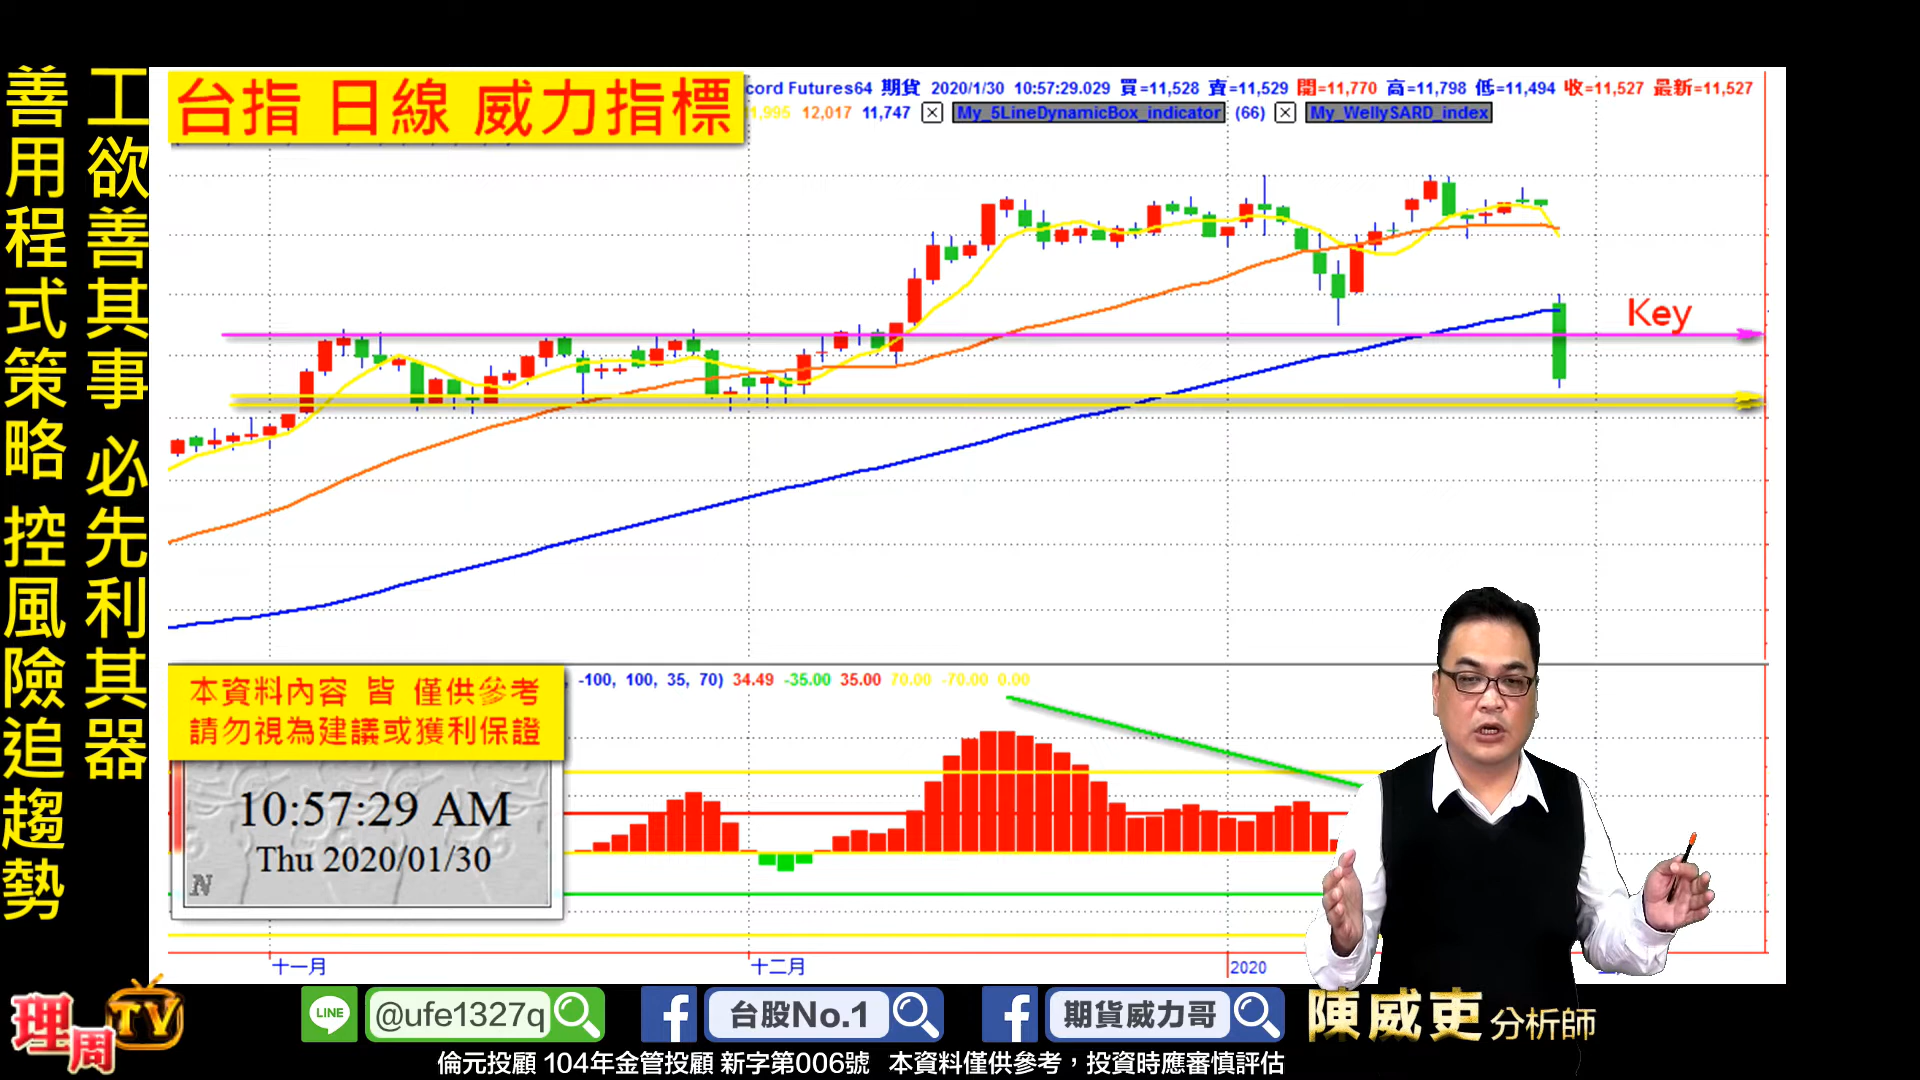 工欲善其事 必先利其器
善用程式策略 控風險追趨勢
台指 日線 威力指標
cord Futures64 期貨 2020/1/30 10:57:29.029 買=11,528 賣=11,529 開=11,770 高=11,798 低=11,494 收=11,527 最新=11,527
11,995 12,017 11,747 My_5LineDynamicBox_indicator (66) My_WellySARD_index
Key
本資料內容 皆 僅供參考
請勿視為建議或獲利保證
-100, 100, 35, 70) 34.49 -35.00 35.00 70.00 -70.00 0.00
10:57:29 AM
Thu 2020/01/30
N
十一月 十二月 2020
理周TV
LINE @ufe1327q
f 台股No.1
f 期貨威力哥
陳威吏 分析師
倫元投顧 104年金管投顧 新字第006號 本資料僅供參考，投資時應審慎評估